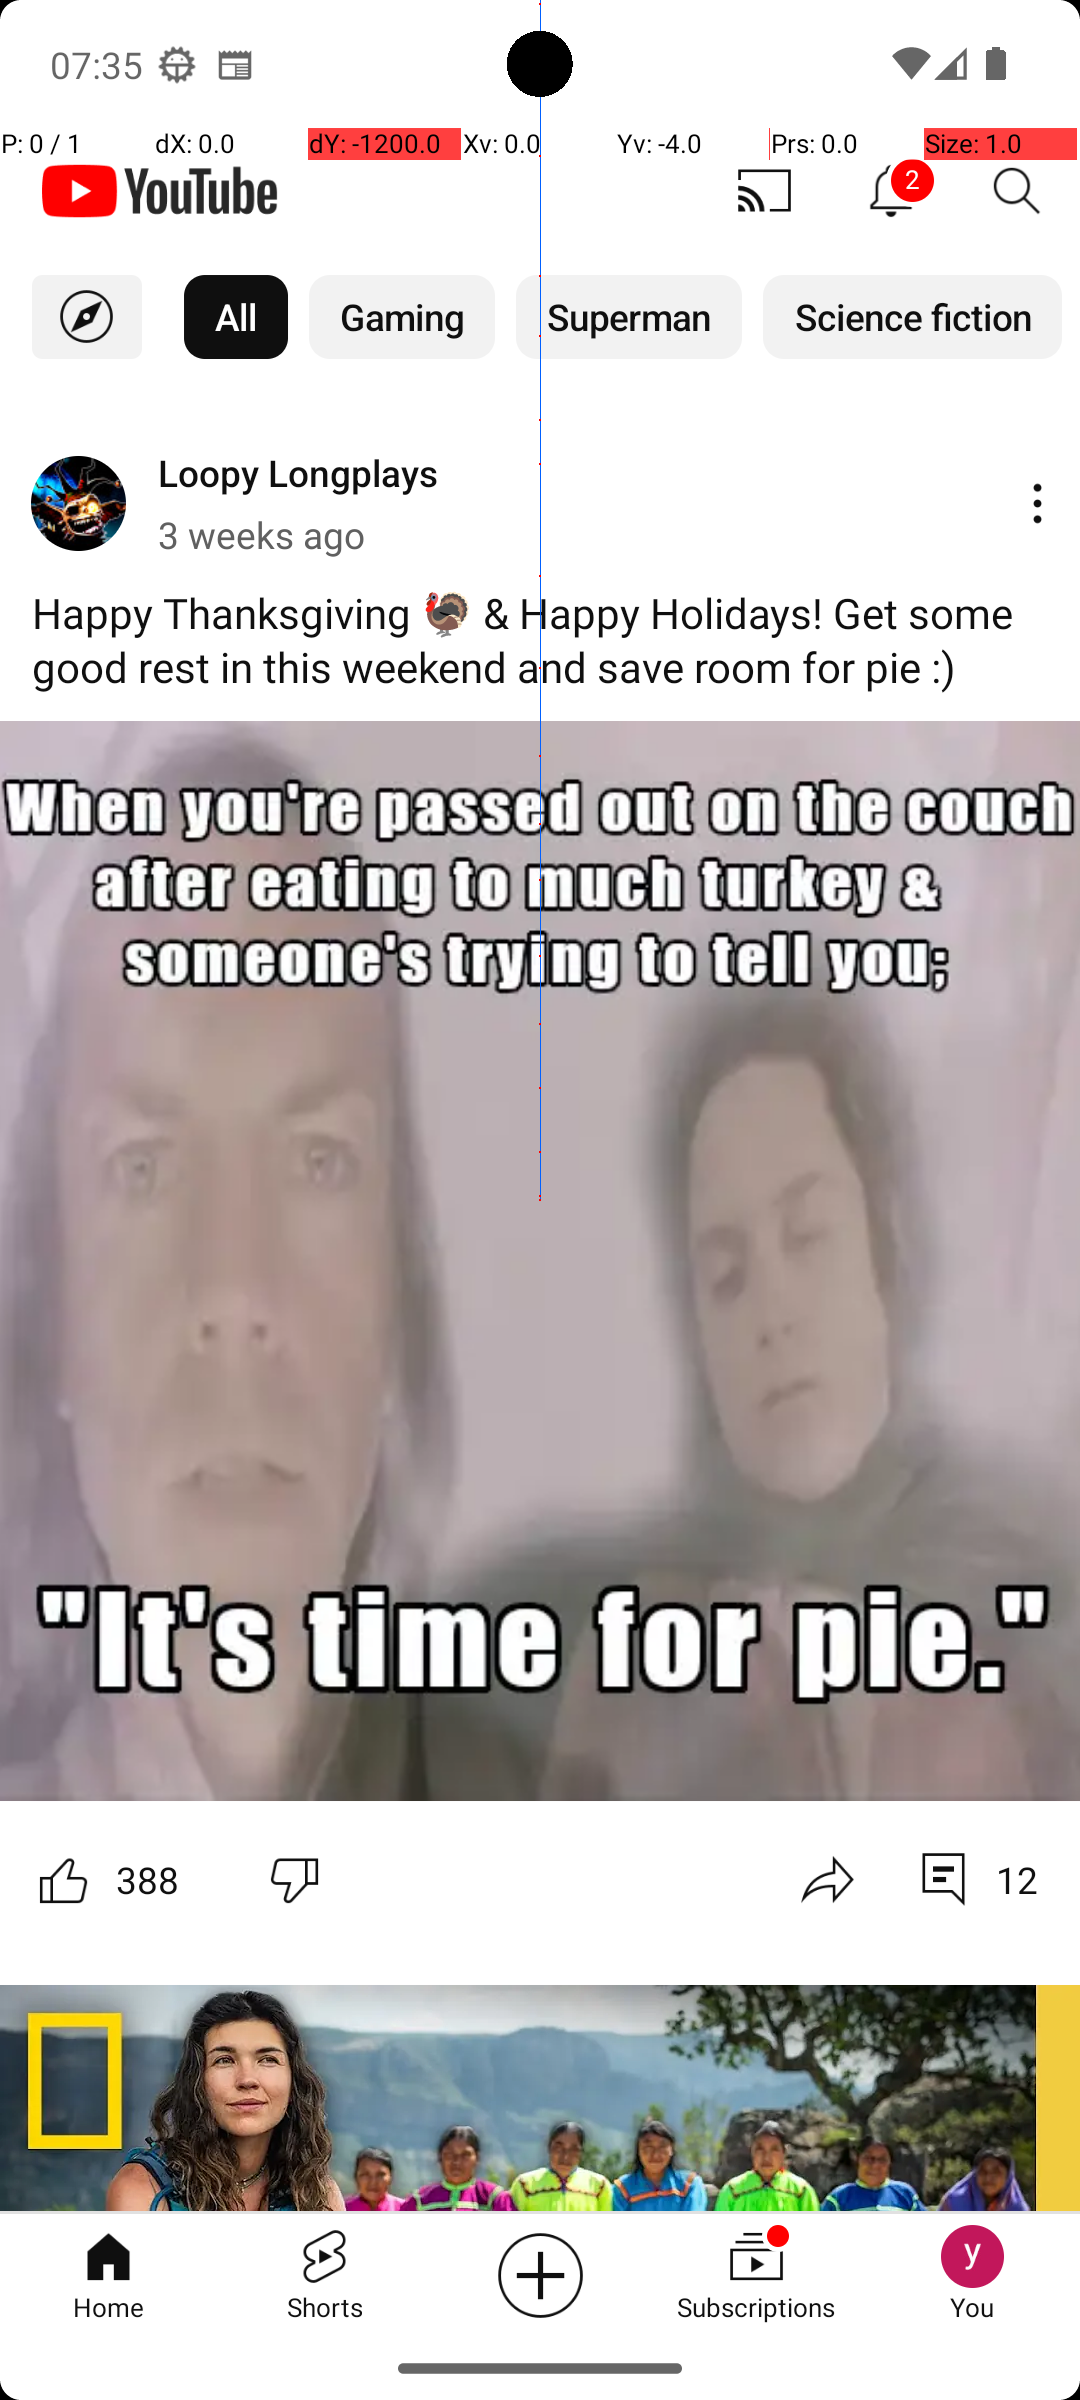 07:35
P: 0 / 1 dX: 0.0 dY: -1200.0 Xv: 0.0 Yv: -4.0 Prs: 0.0 Size: 1.0
YouTube 2
All Gaming Superman Science fiction
Loopy Longplays
3 weeks ago
Happy Thanksgiving 🦃 & Happy Holidays! Get some
good rest in this weekend and save room for pie :)
When you're passed out on the couch
after eating to much turkey &
someone's trying to tell you;
"It's time for pie."
388 12
y
Home Shorts Subscriptions You